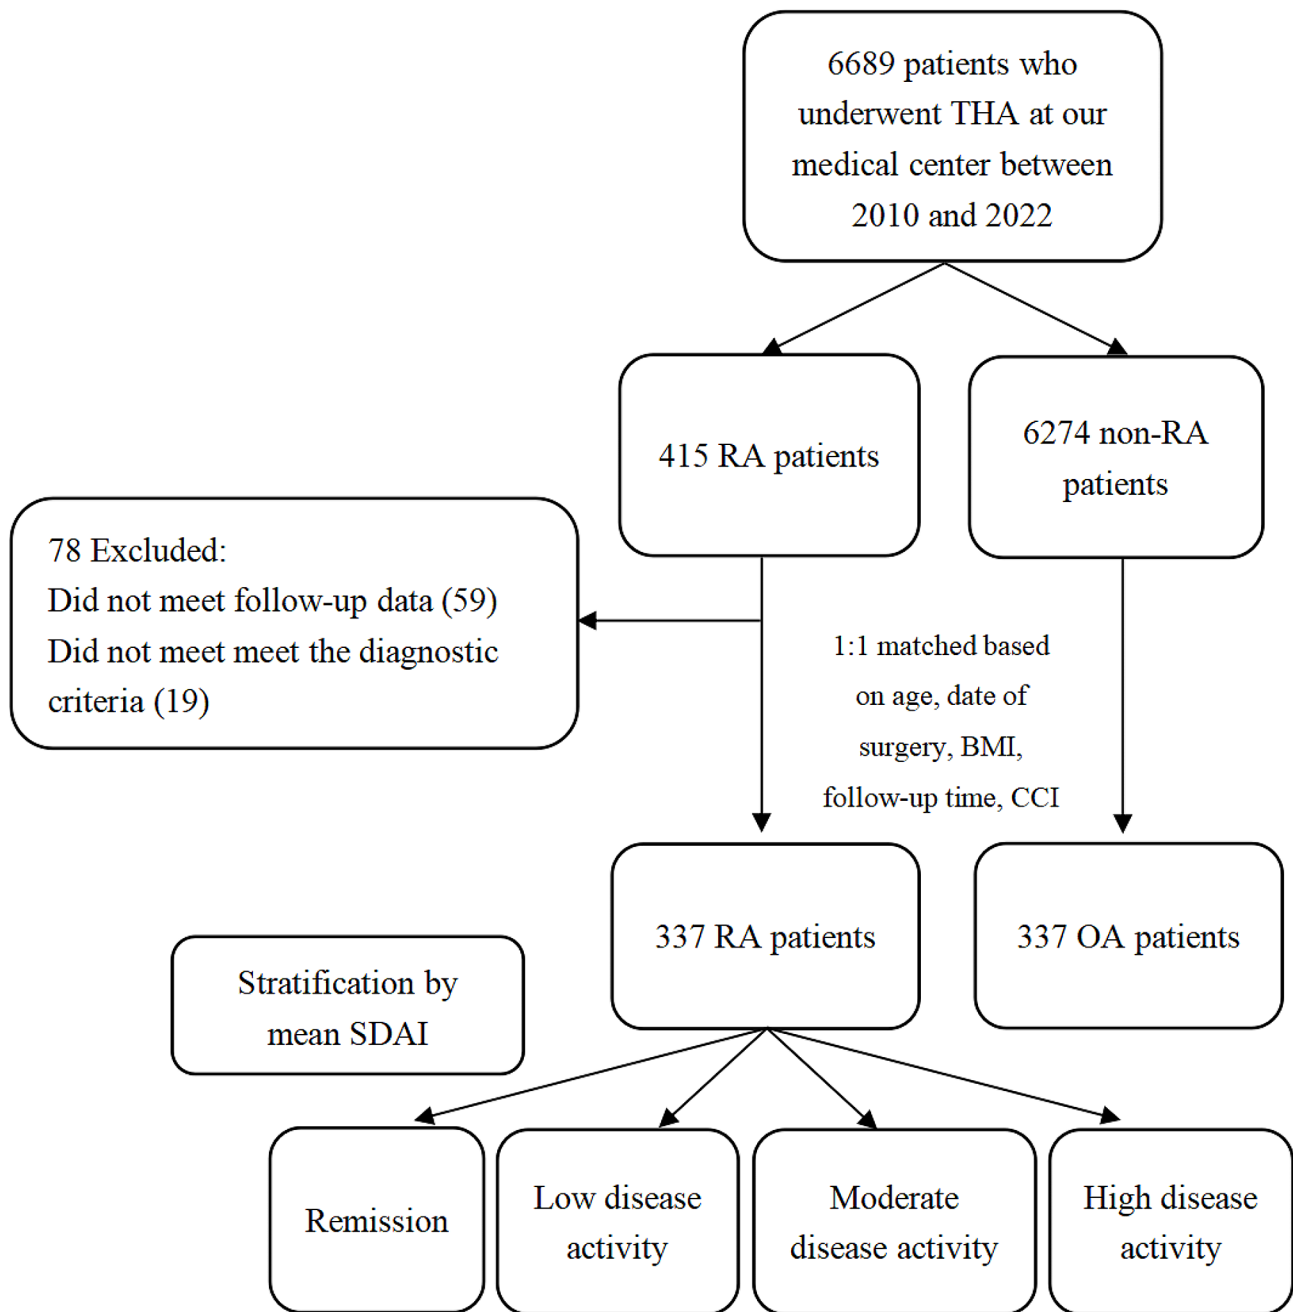 6689 patients who
underwent THA at our
medical center between
2010 and 2022
415 RA patients
6274 non-RA
patients
78 Excluded:
Did not meet follow-up data (59)
Did not meet meet the diagnostic
criteria (19)
1:1 matched based
on age, date of
surgery, BMI,
follow-up time, CCI
337 RA patients
337 OA patients
Stratification by
mean SDAI
Remission
Low disease
activity
Moderate
disease activity
High disease
activity